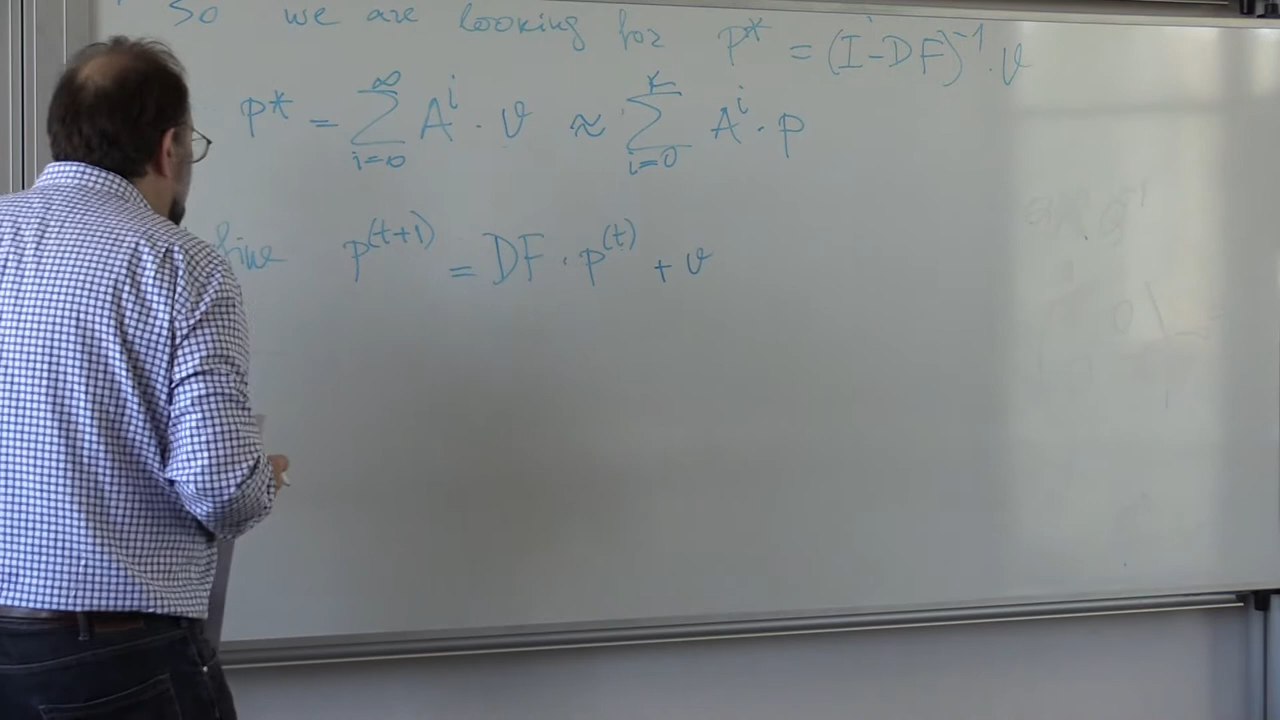 So we are looking for P* = (I-DF)⁻¹ · v
p* = ∑_{i=0}^{∞} A^i · v ≈ ∑_{i=0}^{K} A^i · p
p^(t+1) = DF · p^(t) + v